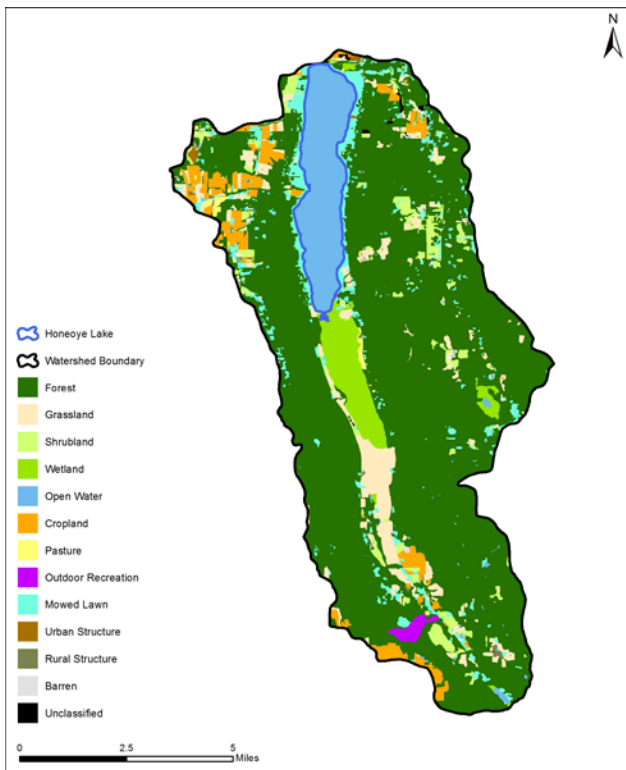 N
Honeoye Lake
Watershed Boundary
Forest
Grassland
Shrubland
Wetland
Open Water
Cropland
Pasture
Outdoor Recreation
Mowed Lawn
Urban Structure
Rural Structure
Barren
Unclassified
0 2.5 5
Miles